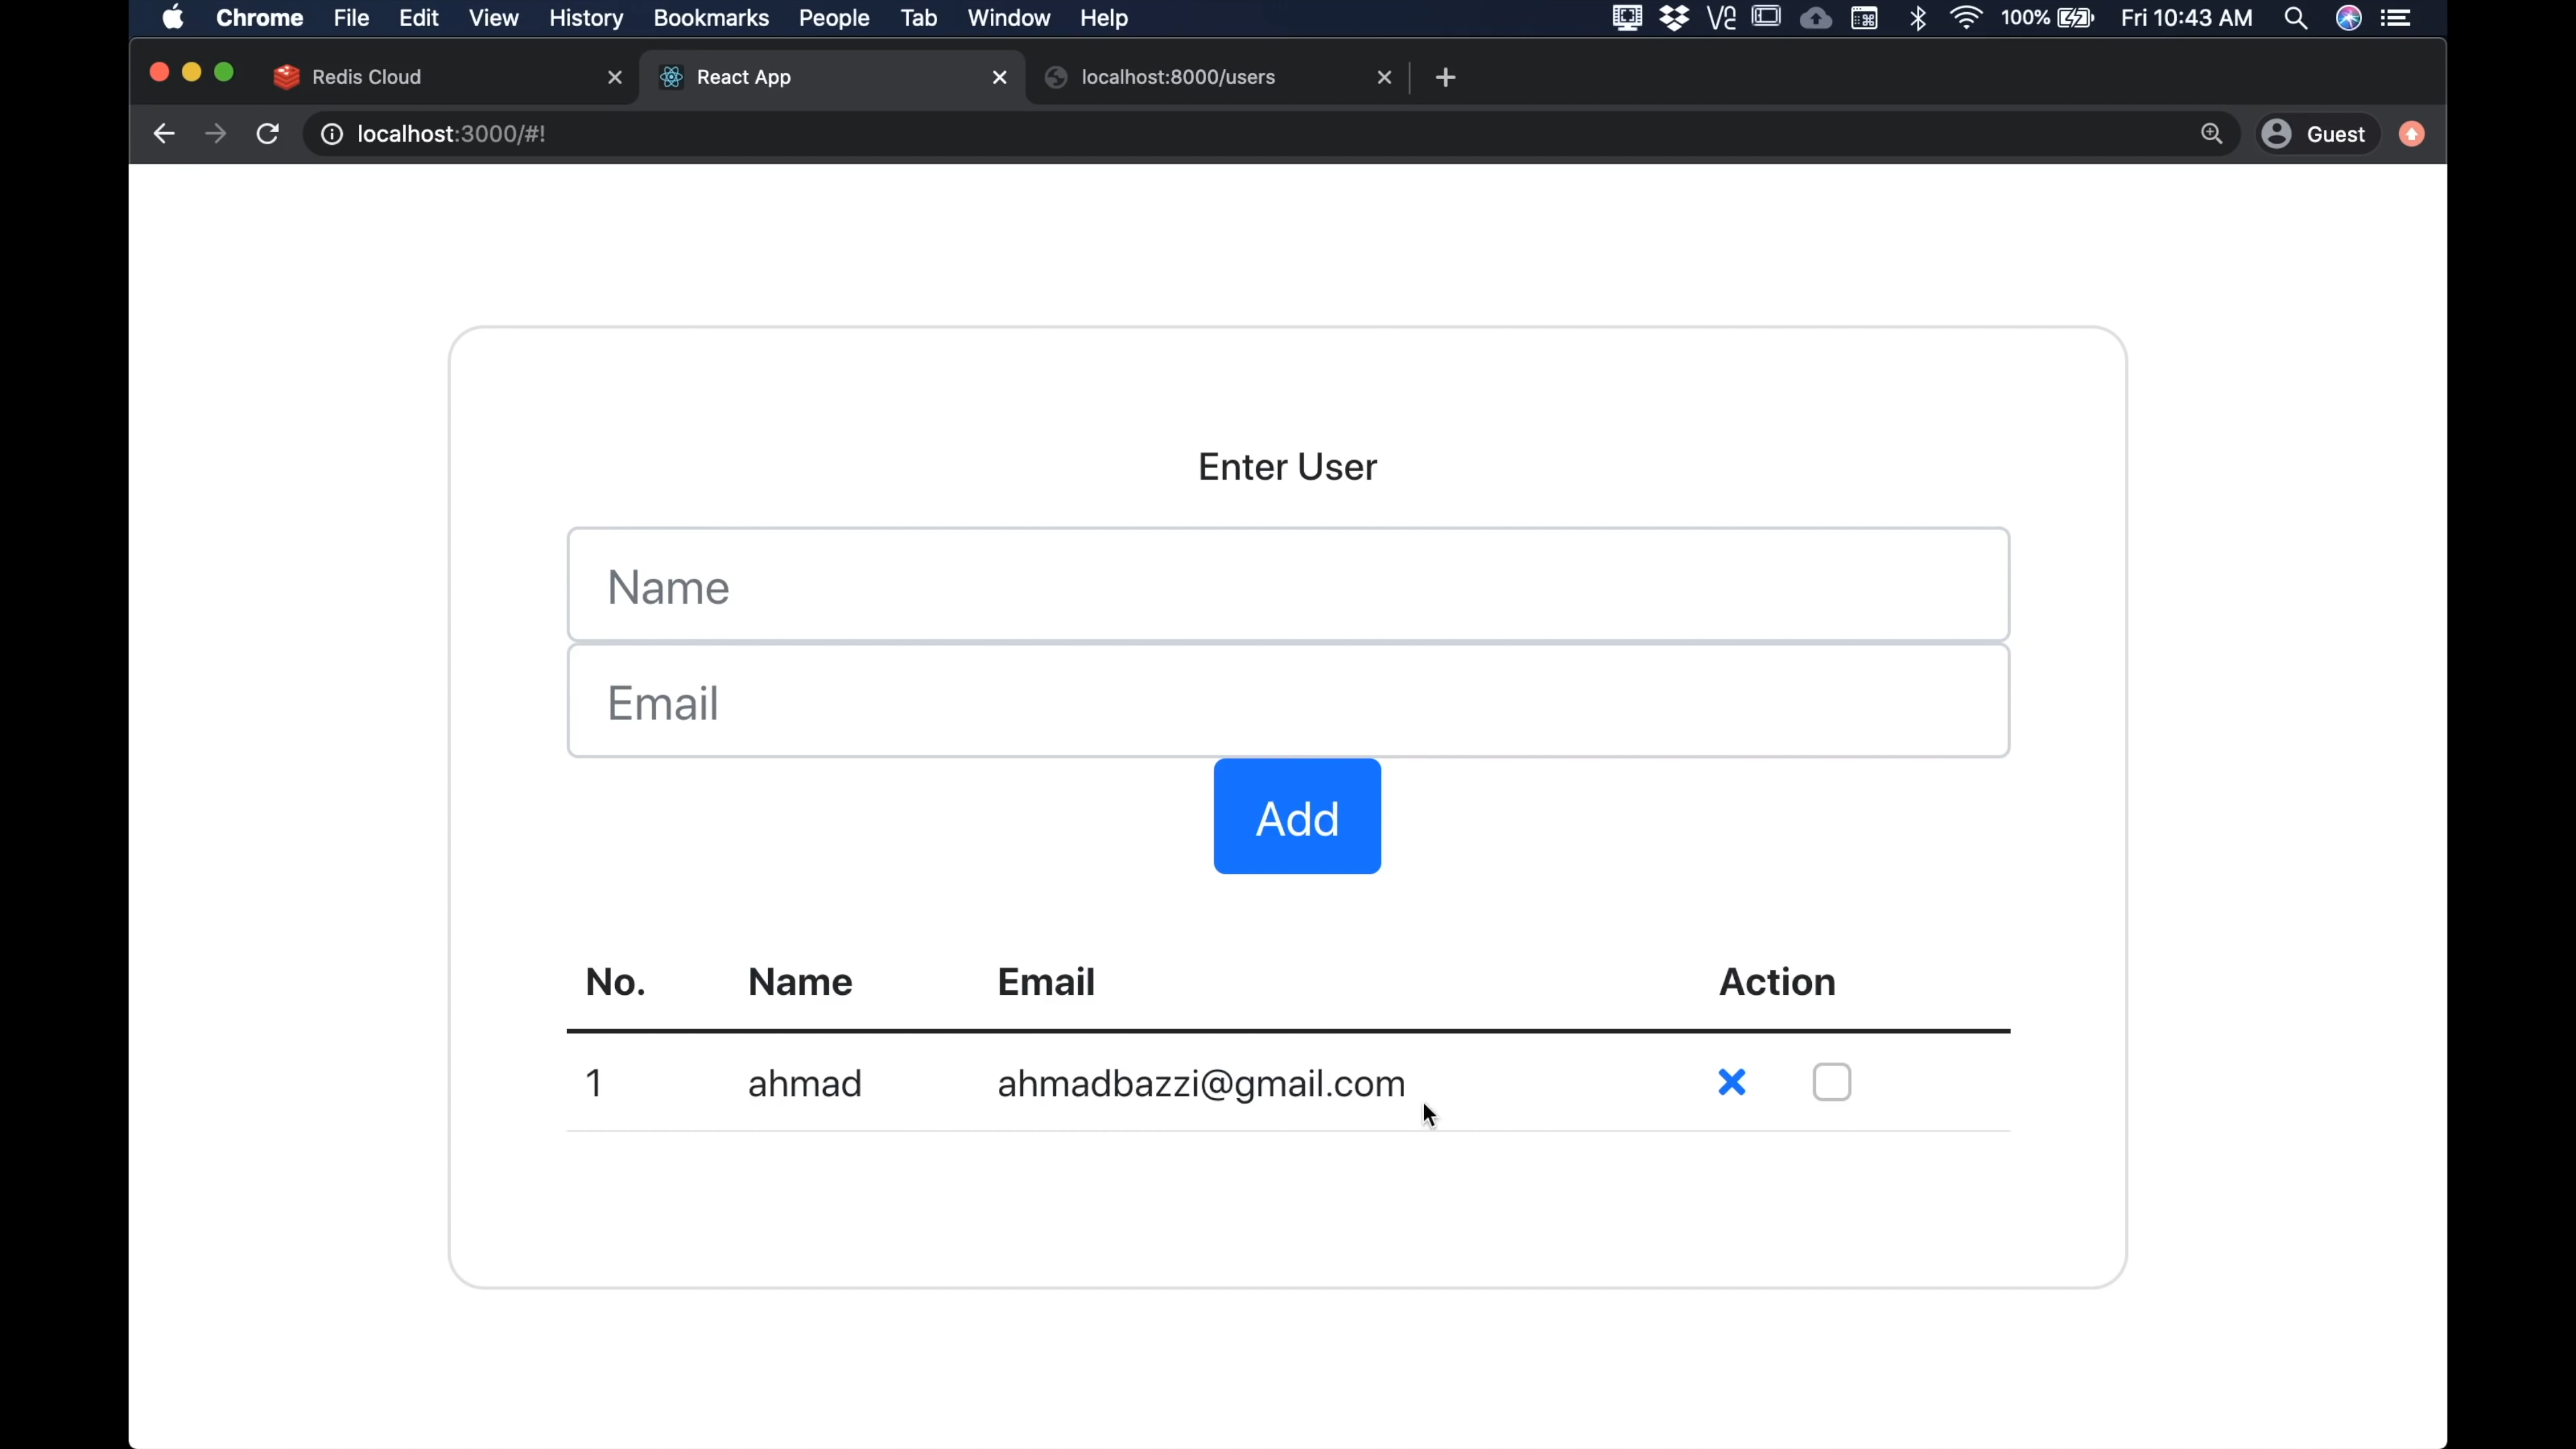 Chrome File Edit View History Bookmarks People Tab Window Help 100% Fri 10:43 AM
Redis Cloud React App localhost:8000/users
localhost:3000/#! Guest
Enter User
Name
Email
Add
No. Name Email Action
1 ahmad ahmadbazzi@gmail.com